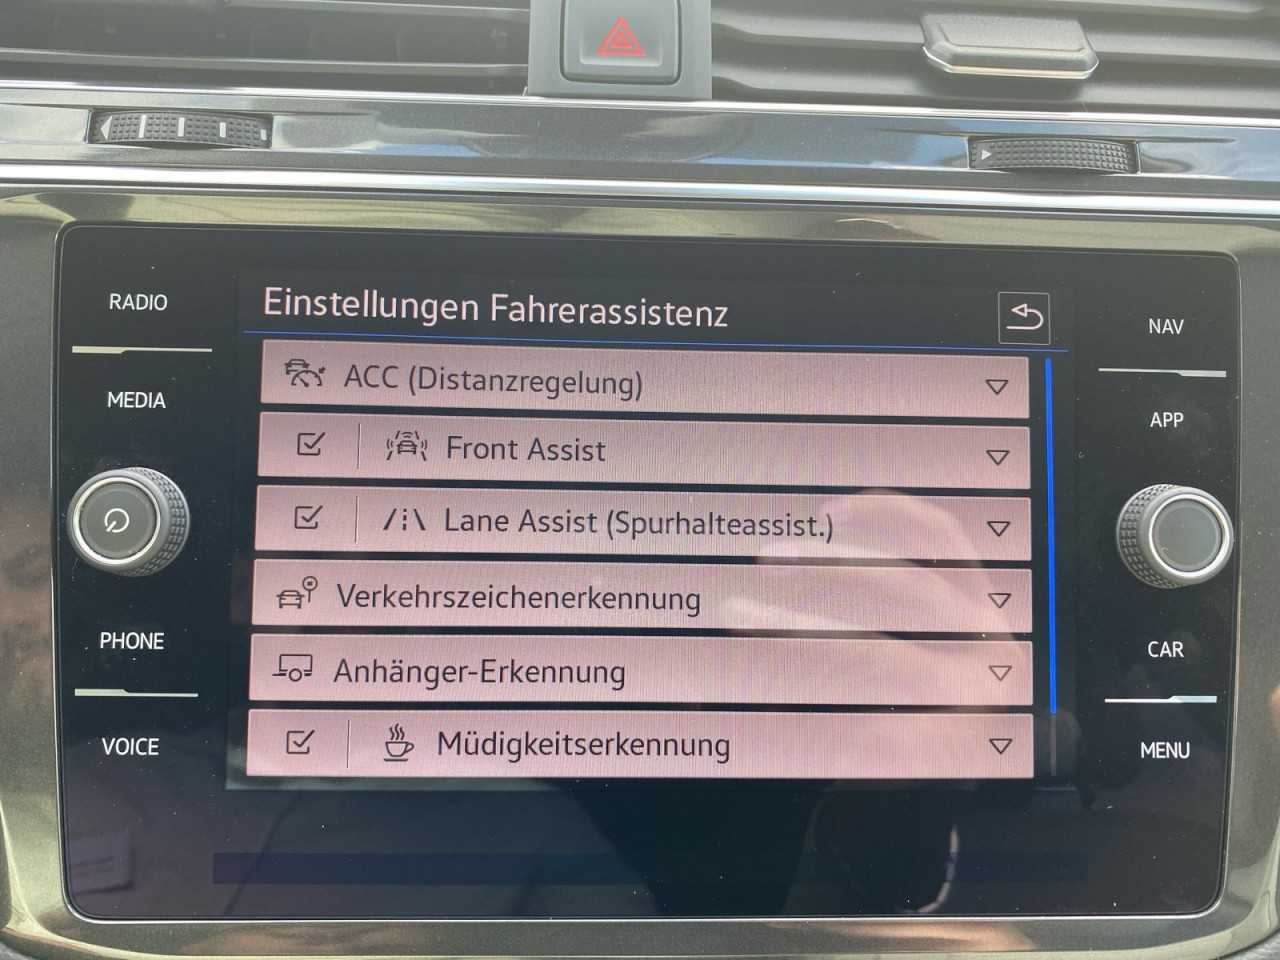 RADIO
MEDIA
PHONE
VOICE
Einstellungen Fahrerassistenz
ACC (Distanzregelung)
Front Assist
Lane Assist (Spurhalteassist.)
Verkehrszeichenerkennung
Anhänger-Erkennung
Müdigkeitserkennung
NAV
APP
CAR
MENU